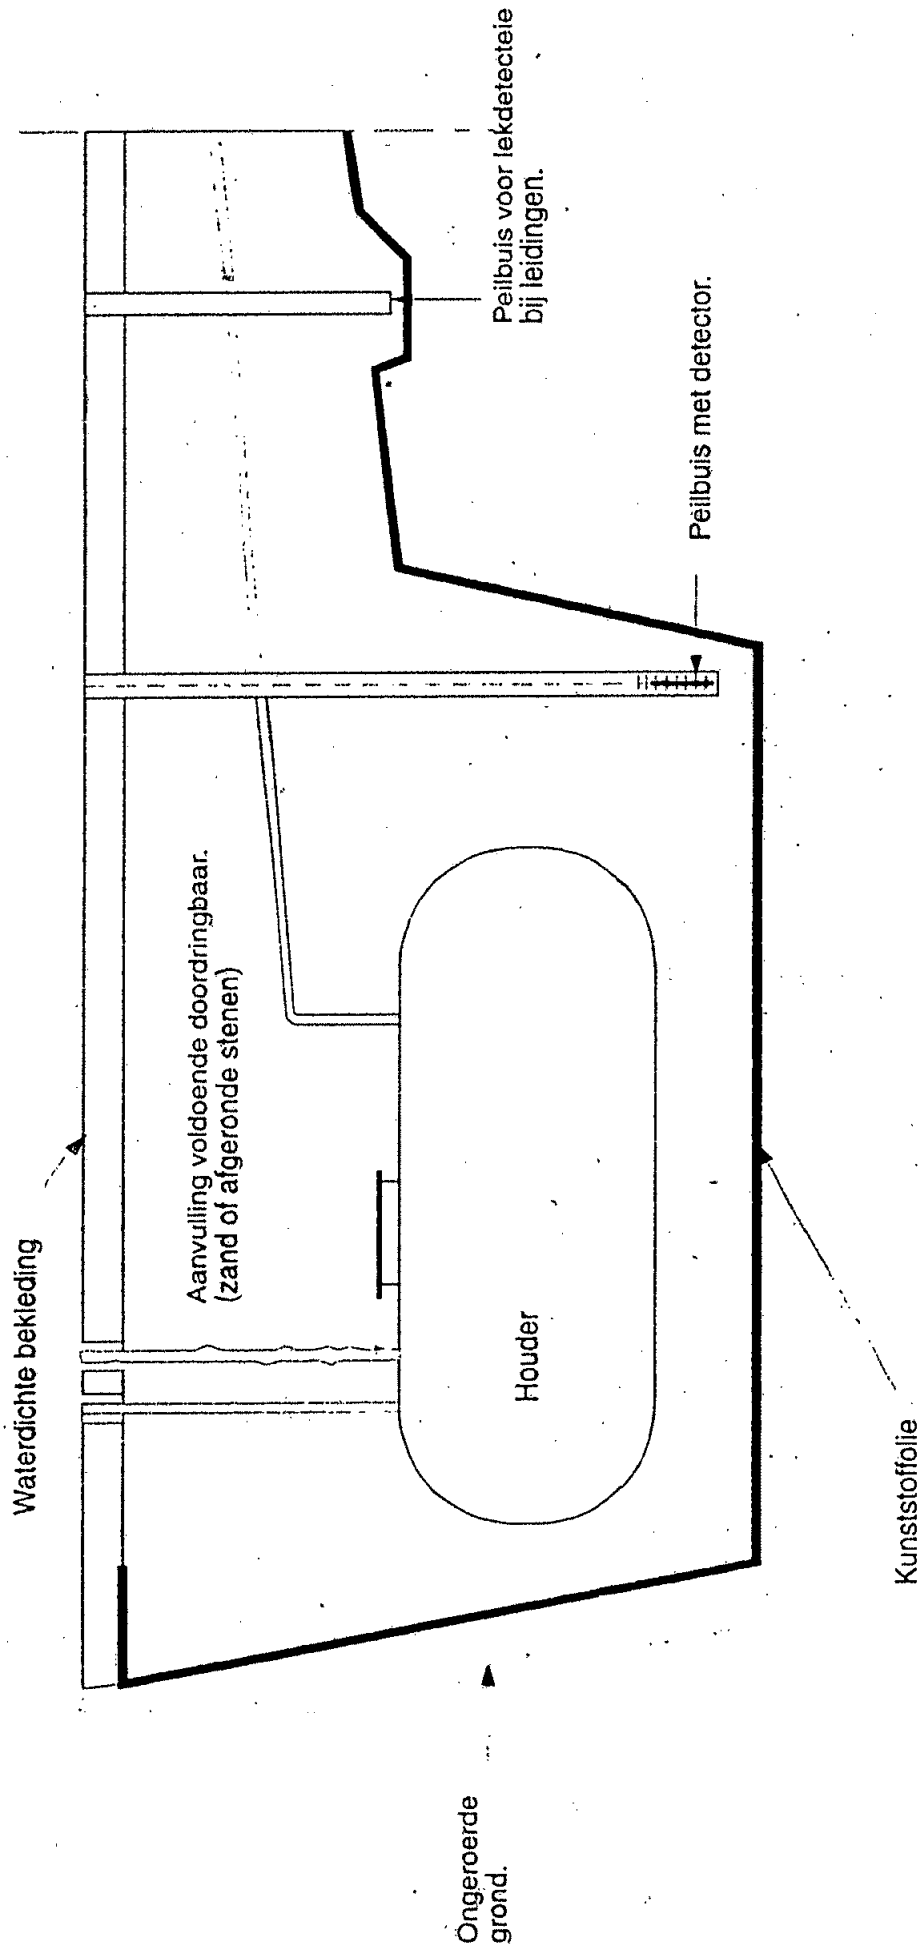 Waterdichte bekleding
Aanvulling voldoende doordringbaar.
(zand of afgeronde stenen)
Peilbuis voor lekdetecteie
bij leidingen.
Peilbuis met detector.
Houder
Ongeroerde
grond.
Kunststoffolie